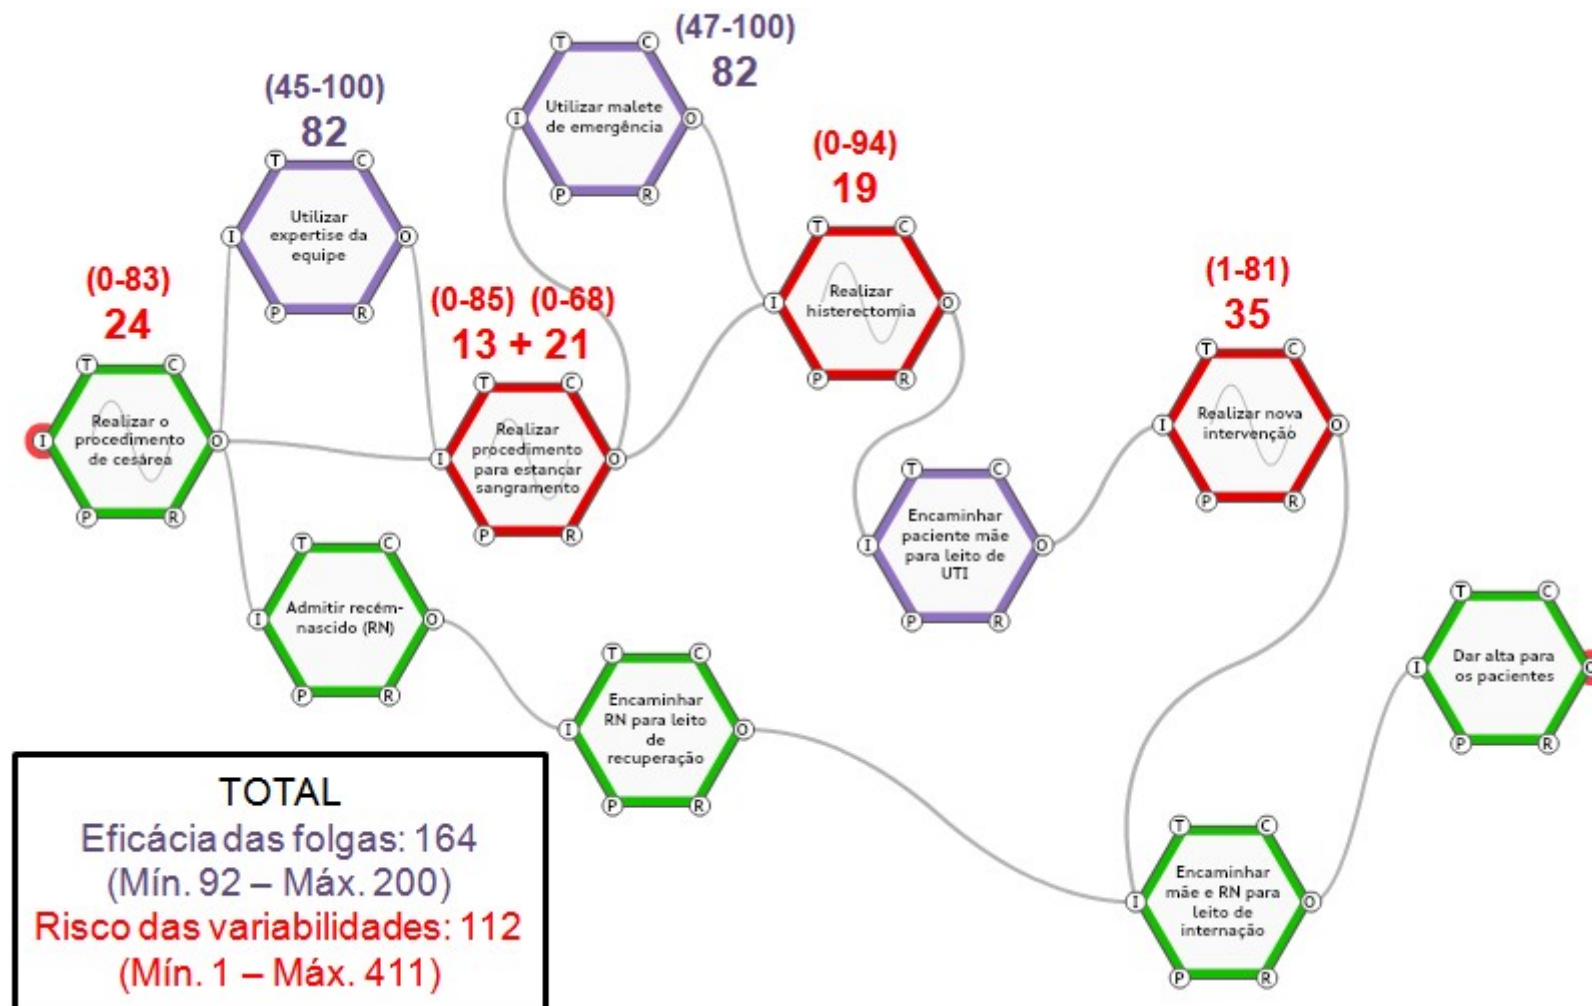 (47-100)
82
T C
I Utilizar malete O
de emergência
P R
(45-100)
82
T C
I Utilizar O
expertise da
equipe
P R
(0-94)
19
T C
I Realizar O
histerectomia
P R
(0-83)
24
T C
I Realizar o O
procedimento
de cesárea
P R
(0-85) (0-68)
13 + 21
T C
I Realizar O
procedimento
para estancar
sangramento
P R
(1-81)
35
T C
I Realizar nova O
intervenção
P R
T C
I Encaminhar O
paciente mãe
para leito de
UTI
P R
T C
I Admitir recém- O
nascido (RN)
P R
T C
I Encaminhar O
RN para leito
de
recuperação
P R
T C
I Dar alta para O
os pacientes
P R
T C
I Encaminhar O
mãe e RN para
leito de
internação
P R
TOTAL
Eficácia das folgas: 164
(Mín. 92 – Máx. 200)
Risco das variabilidades: 112
(Mín. 1 – Máx. 411)